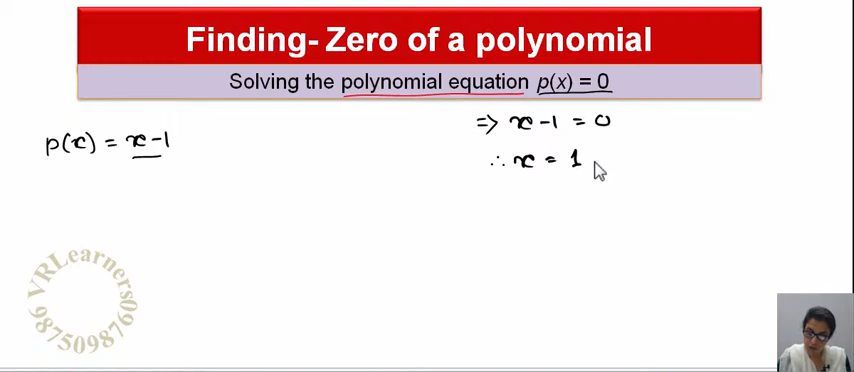 Finding- Zero of a polynomial
Solving the polynomial equation p(x) = 0
p(x) = x-1
=> x-1 = 0
∴ x = 1
VRLearners
9875098760